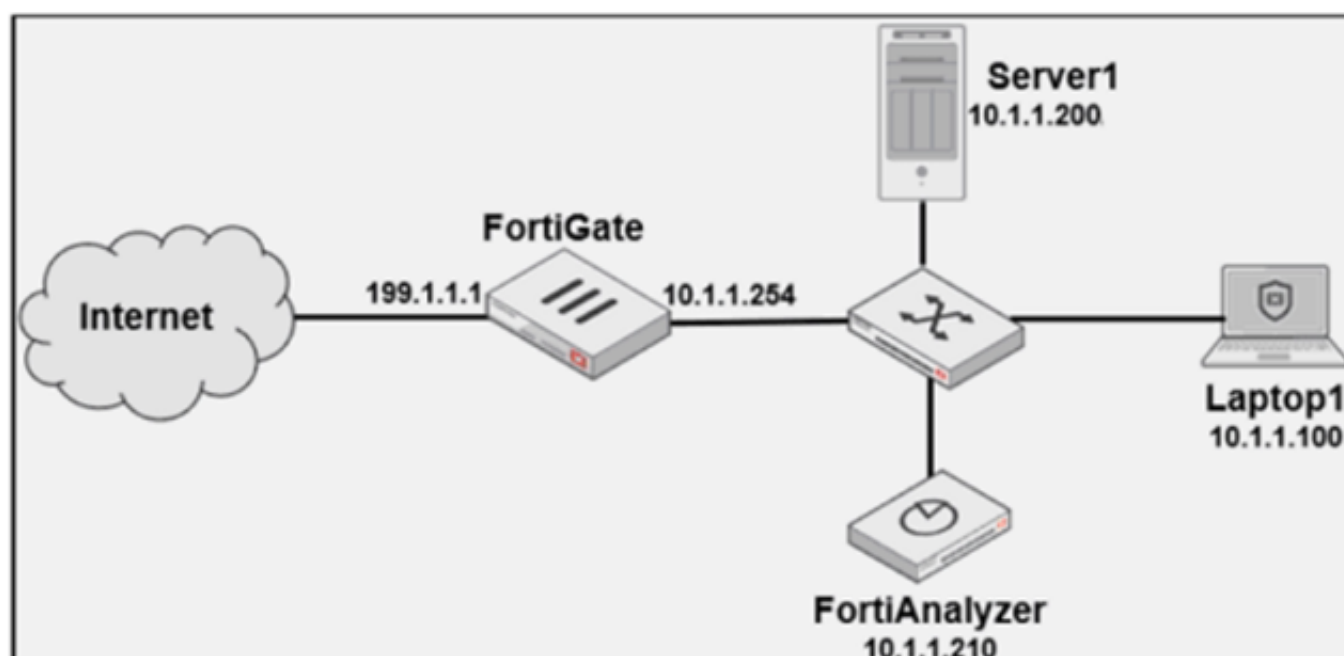 Server1
10.1.1.200
FortiGate
199.1.1.1
10.1.1.254
Internet
Laptop1
10.1.1.100
FortiAnalyzer
10.1.1.210